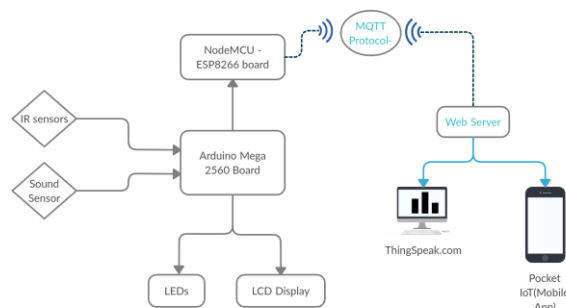 NodeMCU -
ESP8266 board
MQTT
Protocol-
IR sensors
Arduino Mega
2560 Board
Web Server
Sound
Sensor
ThingSpeak.com
LEDs
LCD Display
Pocket
IoT(Mobile
App)